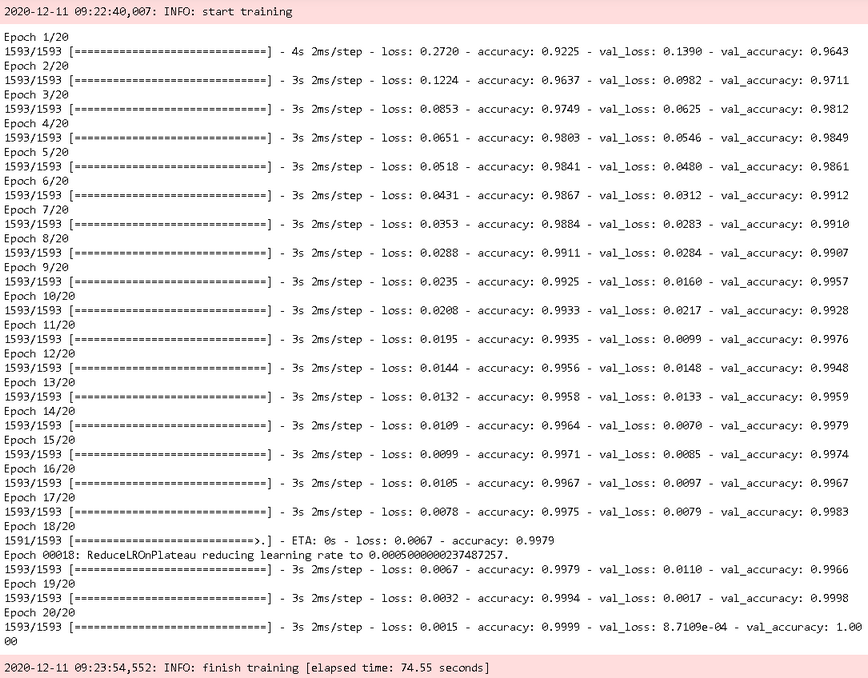 2020-12-11 09:22:40,007: INFO: start training
Epoch 1/20
1593/1593 [==============================] - 4s 2ms/step - loss: 0.2720 - accuracy: 0.9225 - val_loss: 0.1390 - val_accuracy: 0.9643
Epoch 2/20
1593/1593 [==============================] - 3s 2ms/step - loss: 0.1224 - accuracy: 0.9637 - val_loss: 0.0982 - val_accuracy: 0.9711
Epoch 3/20
1593/1593 [==============================] - 3s 2ms/step - loss: 0.0853 - accuracy: 0.9749 - val_loss: 0.0625 - val_accuracy: 0.9812
Epoch 4/20
1593/1593 [==============================] - 3s 2ms/step - loss: 0.0651 - accuracy: 0.9803 - val_loss: 0.0546 - val_accuracy: 0.9849
Epoch 5/20
1593/1593 [==============================] - 3s 2ms/step - loss: 0.0518 - accuracy: 0.9841 - val_loss: 0.0480 - val_accuracy: 0.9861
Epoch 6/20
1593/1593 [==============================] - 3s 2ms/step - loss: 0.0431 - accuracy: 0.9867 - val_loss: 0.0312 - val_accuracy: 0.9912
Epoch 7/20
1593/1593 [==============================] - 3s 2ms/step - loss: 0.0353 - accuracy: 0.9884 - val_loss: 0.0283 - val_accuracy: 0.9910
Epoch 8/20
1593/1593 [==============================] - 3s 2ms/step - loss: 0.0288 - accuracy: 0.9911 - val_loss: 0.0284 - val_accuracy: 0.9907
Epoch 9/20
1593/1593 [==============================] - 3s 2ms/step - loss: 0.0235 - accuracy: 0.9925 - val_loss: 0.0160 - val_accuracy: 0.9957
Epoch 10/20
1593/1593 [==============================] - 3s 2ms/step - loss: 0.0208 - accuracy: 0.9933 - val_loss: 0.0217 - val_accuracy: 0.9928
Epoch 11/20
1593/1593 [==============================] - 3s 2ms/step - loss: 0.0195 - accuracy: 0.9935 - val_loss: 0.0099 - val_accuracy: 0.9976
Epoch 12/20
1593/1593 [==============================] - 3s 2ms/step - loss: 0.0144 - accuracy: 0.9956 - val_loss: 0.0148 - val_accuracy: 0.9948
Epoch 13/20
1593/1593 [==============================] - 3s 2ms/step - loss: 0.0132 - accuracy: 0.9958 - val_loss: 0.0133 - val_accuracy: 0.9959
Epoch 14/20
1593/1593 [==============================] - 3s 2ms/step - loss: 0.0109 - accuracy: 0.9964 - val_loss: 0.0070 - val_accuracy: 0.9979
Epoch 15/20
1593/1593 [==============================] - 3s 2ms/step - loss: 0.0099 - accuracy: 0.9971 - val_loss: 0.0085 - val_accuracy: 0.9974
Epoch 16/20
1593/1593 [==============================] - 3s 2ms/step - loss: 0.0105 - accuracy: 0.9967 - val_loss: 0.0097 - val_accuracy: 0.9967
Epoch 17/20
1593/1593 [==============================] - 3s 2ms/step - loss: 0.0078 - accuracy: 0.9975 - val_loss: 0.0079 - val_accuracy: 0.9983
Epoch 18/20
1591/1593 [============================>.] - ETA: 0s - loss: 0.0067 - accuracy: 0.9979
Epoch 00018: ReduceLROnPlateau reducing learning rate to 0.0005000000237487257.
1593/1593 [==============================] - 3s 2ms/step - loss: 0.0067 - accuracy: 0.9979 - val_loss: 0.0110 - val_accuracy: 0.9966
Epoch 19/20
1593/1593 [==============================] - 3s 2ms/step - loss: 0.0032 - accuracy: 0.9994 - val_loss: 0.0017 - val_accuracy: 0.9998
Epoch 20/20
1593/1593 [==============================] - 3s 2ms/step - loss: 0.0015 - accuracy: 0.9999 - val_loss: 8.7109e-04 - val_accuracy: 1.00
00
2020-12-11 09:23:54,552: INFO: finish training [elapsed time: 74.55 seconds]